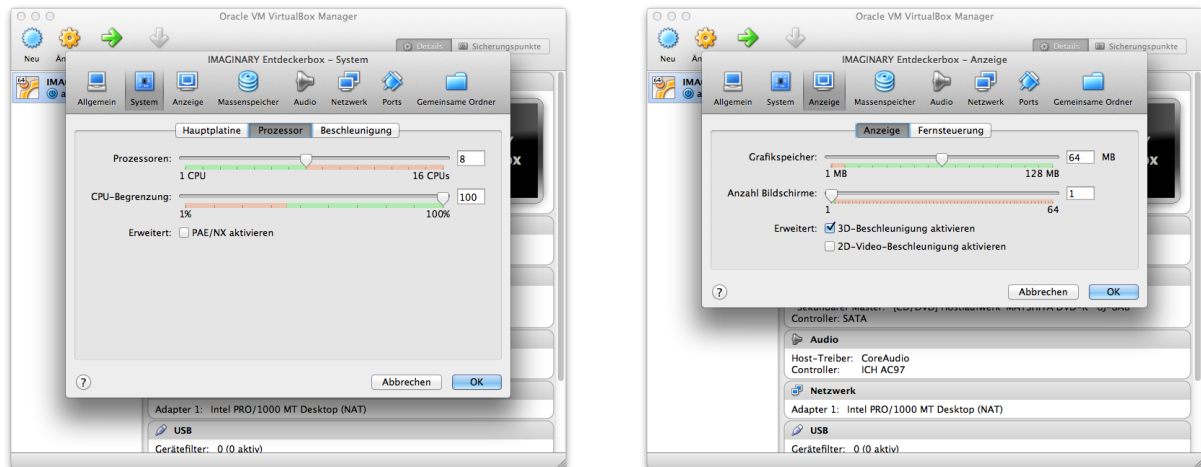 Oracle VM VirtualBox Manager
Neu
Details
Sicherungspunkte
IMAGINARY Entdeckerbox – System
Allgemein System Anzeige Massenspeicher Audio Netzwerk Ports Gemeinsame Ordner
Hauptplatine Prozessor Beschleunigung
Prozessoren: 8
1 CPU 16 CPUs
CPU-Begrenzung: 100
1% 100%
Erweitert: PAE/NX aktivieren
? Abbrechen OK
Adapter 1: Intel PRO/1000 MT Desktop (NAT)
USB
Gerätefilter: 0 (0 aktiv)
Oracle VM VirtualBox Manager
Neu
Details
Sicherungspunkte
IMAGINARY Entdeckerbox – Anzeige
Allgemein System Anzeige Massenspeicher Audio Netzwerk Ports Gemeinsame Ordner
Anzeige Fernsteuerung
Grafikspeicher: 64 MB
1 MB 128 MB
Anzahl Bildschirme: 1
1 64
Erweitert: 3D-Beschleunigung aktivieren
2D-Video-Beschleunigung aktivieren
? Abbrechen OK
Controller: SATA
Audio
Host-Treiber: CoreAudio
Controller: ICH AC97
Netzwerk
Adapter 1: Intel PRO/1000 MT Desktop (NAT)
USB
Gerätefilter: 0 (0 aktiv)